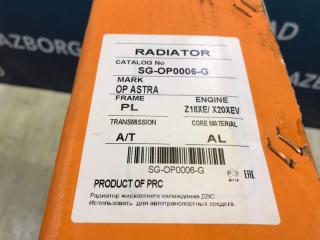 AZBORG
RADIATOR
CATALOG No
SG-OP0006-G
MARK
OP ASTRA
FRAME ENGINE
PL Z18XE/ X20XEV
TRANSMISSION CORE MATERIAL
A/T AL
SG-OP0006-G
PRODUCT OF PRC
EAC
Радиатор жидкостного охлаждения ДВС
Использовать для автотранспортных средств.